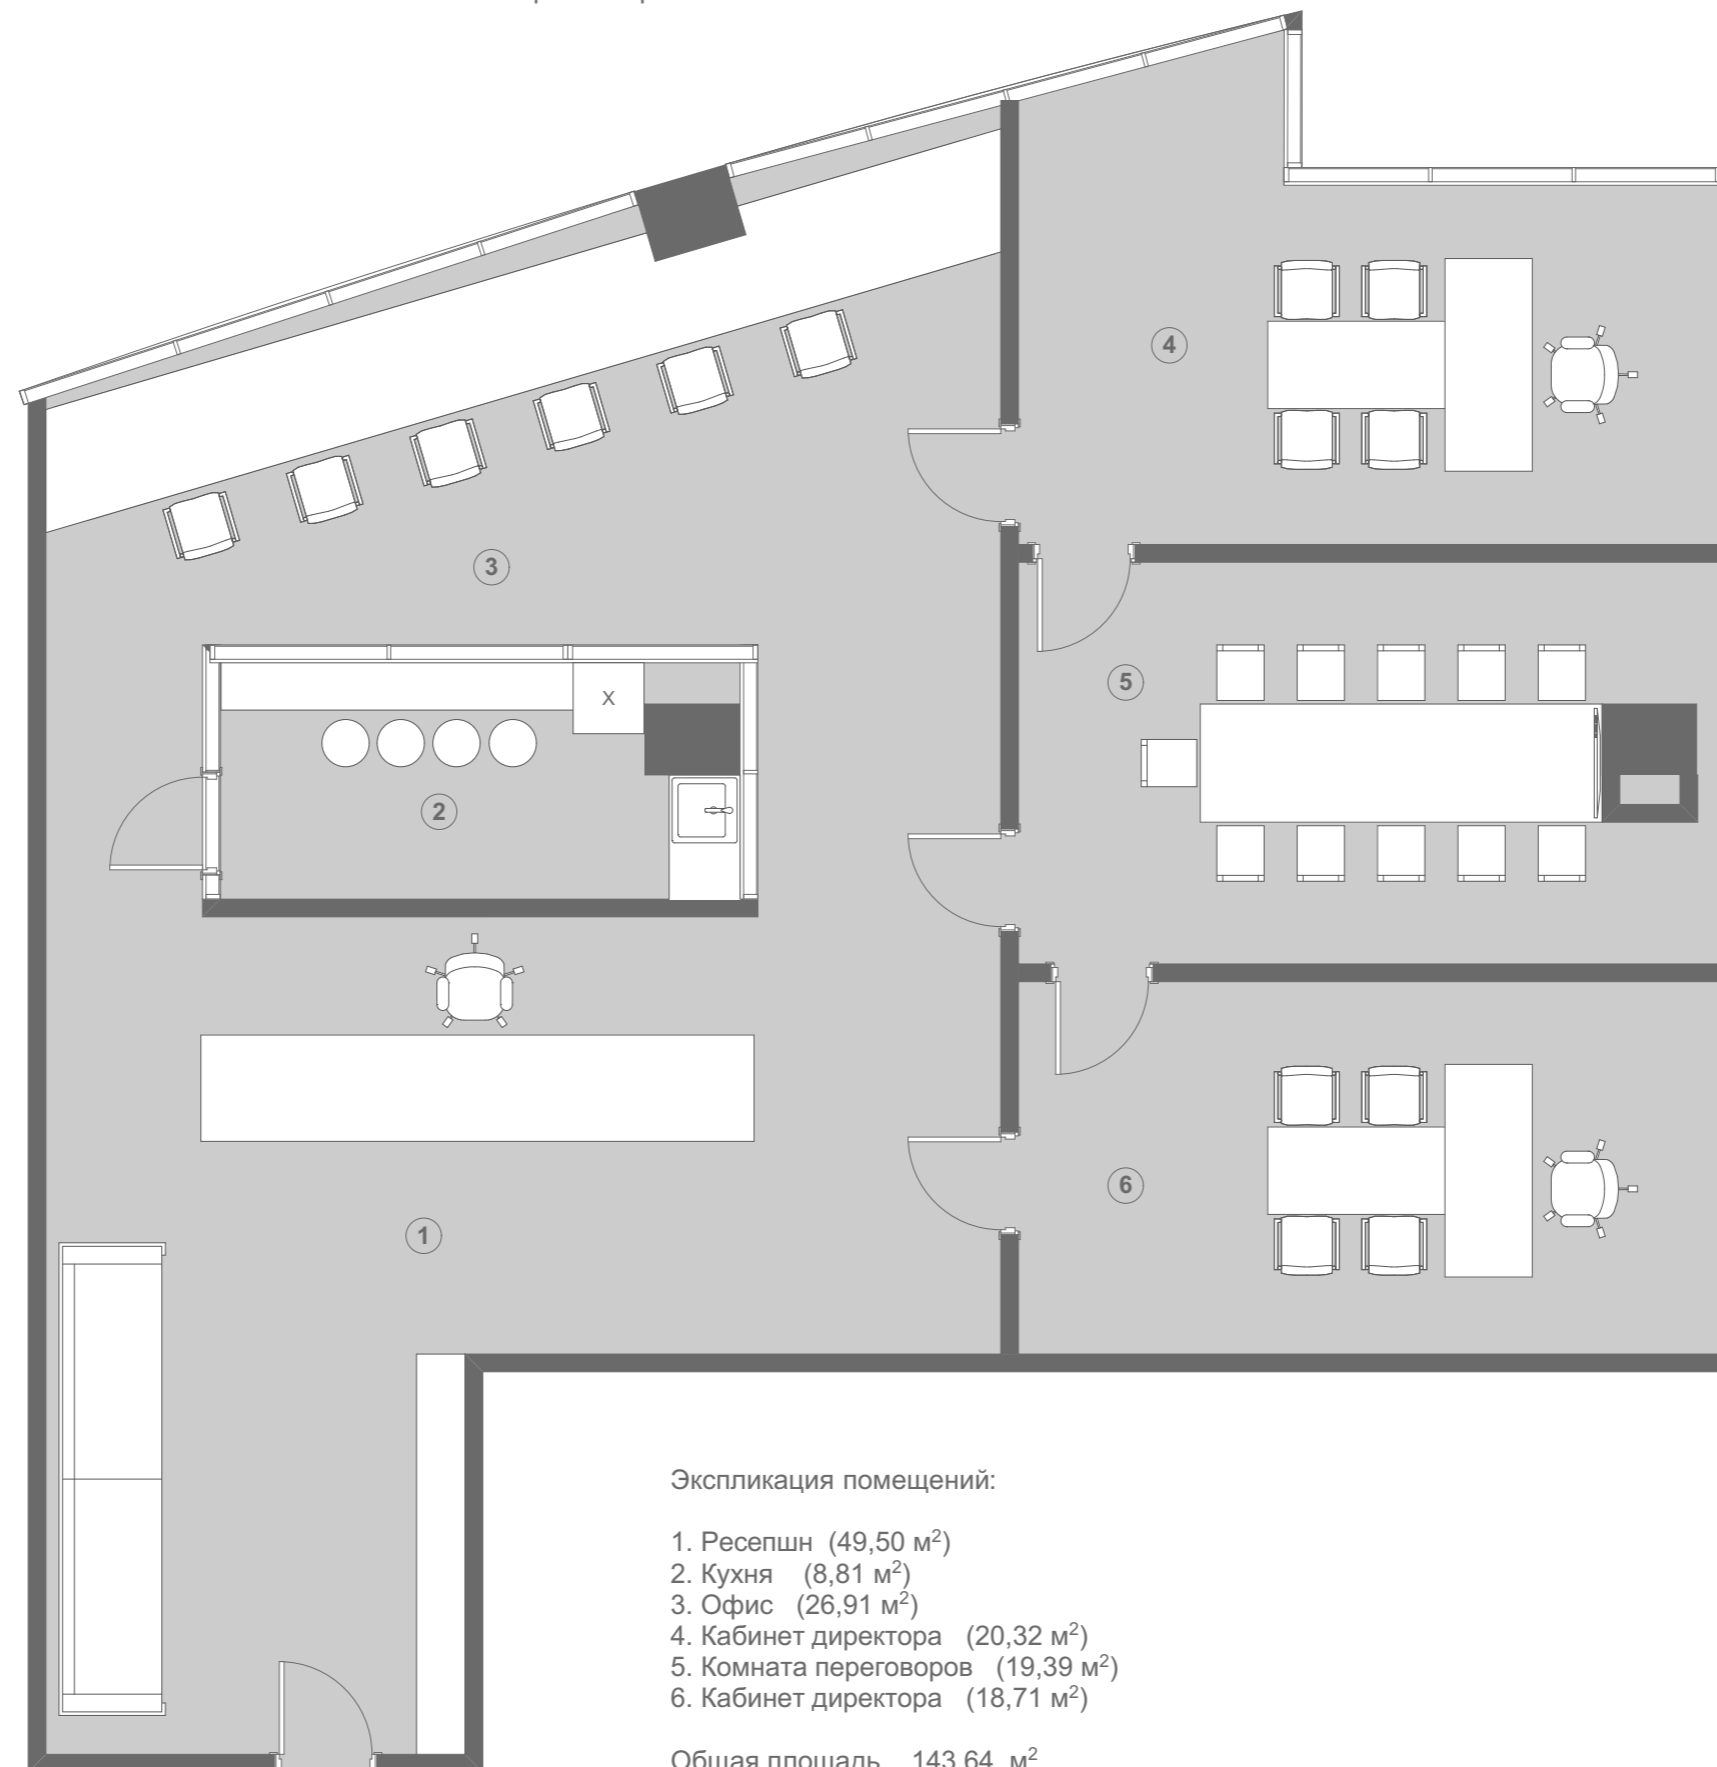 4
3
5
X
2
6
1
Экспликация помещений:
1. Ресепшн (49,50 м²)
2. Кухня (8,81 м²)
3. Офис (26,91 м²)
4. Кабинет директора (20,32 м²)
5. Комната переговоров (19,39 м²)
6. Кабинет директора (18,71 м²)
Общая площадь 143,64 м²